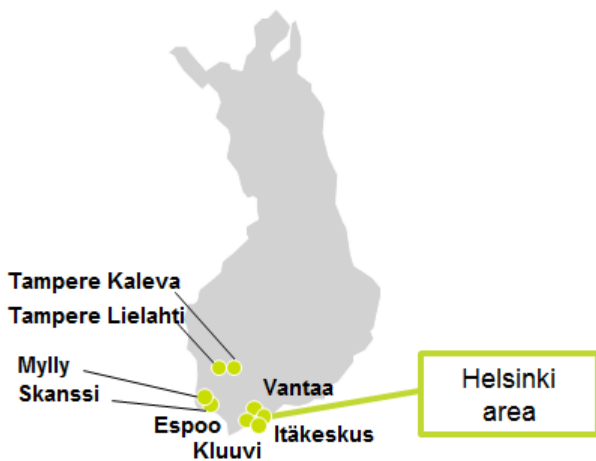 Tampere Kaleva
Tampere Lielahti
Mylly
Skanssi
Vantaa
Espoo
Itäkeskus
Kluuvi
Helsinki
area